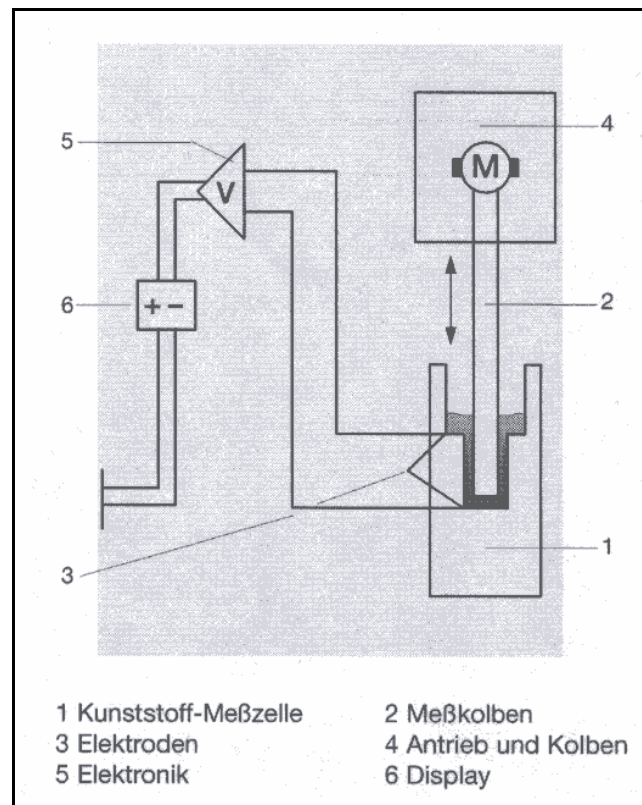 4
5
M
V
6
+ −
2
1
3
1 Kunststoff-Meßzelle
2 Meßkolben
3 Elektroden
4 Antrieb und Kolben
5 Elektronik
6 Display